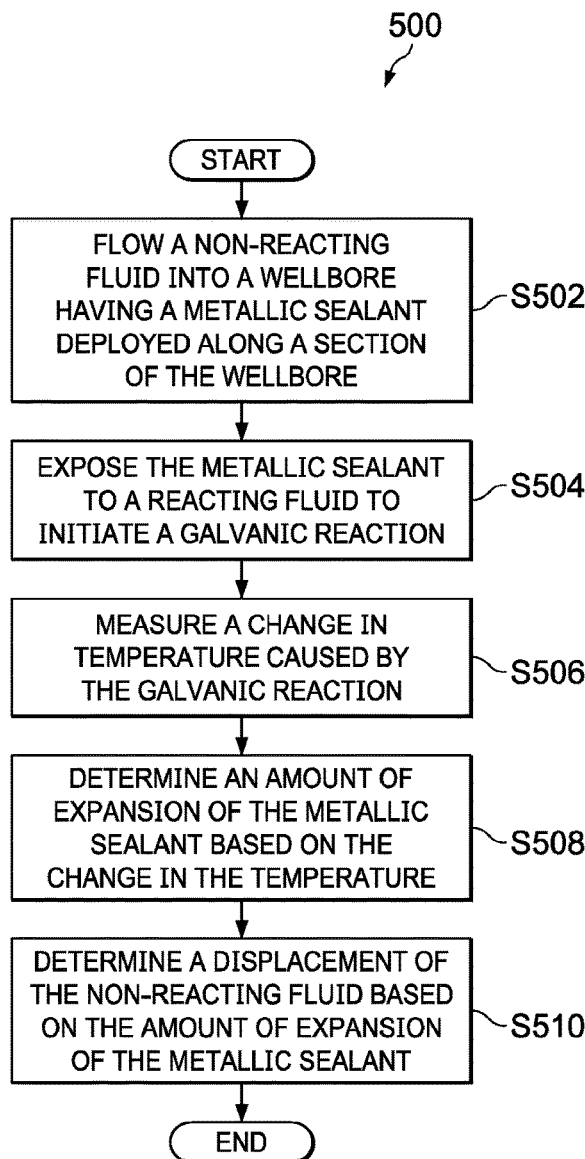 500
START
FLOW A NON-REACTING
FLUID INTO A WELLBORE
HAVING A METALLIC SEALANT
DEPLOYED ALONG A SECTION
OF THE WELLBORE
S502
EXPOSE THE METALLIC SEALANT
TO A REACTING FLUID TO
INITIATE A GALVANIC REACTION
S504
MEASURE A CHANGE IN
TEMPERATURE CAUSED BY
THE GALVANIC REACTION
S506
DETERMINE AN AMOUNT OF
EXPANSION OF THE METALLIC
SEALANT BASED ON THE
CHANGE IN THE TEMPERATURE
S508
DETERMINE A DISPLACEMENT OF
THE NON-REACTING FLUID BASED
ON THE AMOUNT OF EXPANSION
OF THE METALLIC SEALANT
S510
END